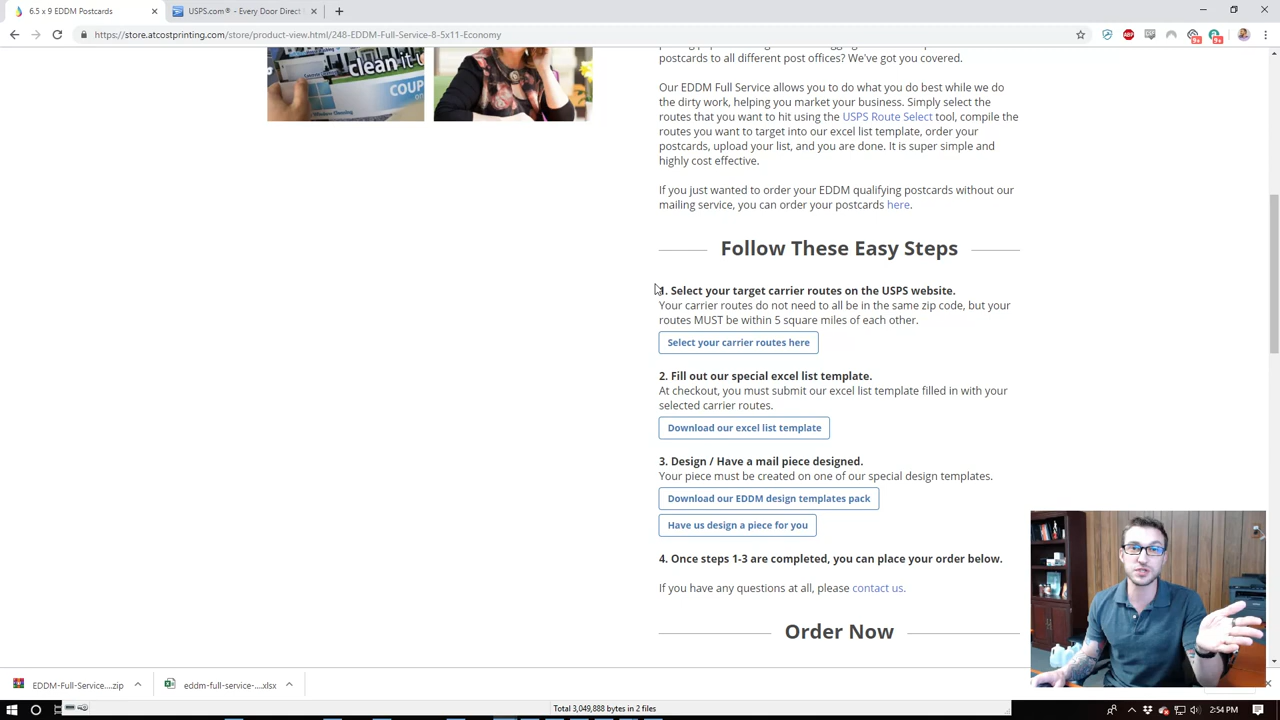 6.5 x 9 EDDM Postcards
USPS.com® - Every Door Direct
https://store.atcostprinting.com/store/product-view.html/248-EDDM-Full-Service-8-5x11-Economy
clean it
COUP
postcards to all different post offices? We've got you covered.
Our EDDM Full Service allows you to do what you do best while we do
the dirty work, helping you market your business. Simply select the
routes that you want to hit using the USPS Route Select tool, compile the
routes you want to target into our excel list template, order your
postcards, upload your list, and you are done. It is super simple and
highly cost effective.
If you just wanted to order your EDDM qualifying postcards without our
mailing service, you can order your postcards here.
Follow These Easy Steps
1. Select your target carrier routes on the USPS website.
Your carrier routes do not need to all be in the same zip code, but your
routes MUST be within 5 square miles of each other.
Select your carrier routes here
2. Fill out our special excel list template.
At checkout, you must submit our excel list template filled in with your
selected carrier routes.
Download our excel list template
3. Design / Have a mail piece designed.
Your piece must be created on one of our special design templates.
Download our EDDM design templates pack
Have us design a piece for you
4. Once steps 1-3 are completed, you can place your order below.
If you have any questions at all, please contact us.
Order Now
EDDM-Full-Service....zip
eddm-full-service-....xlsx
Total 3,049,888 bytes in 2 files
2:54 PM